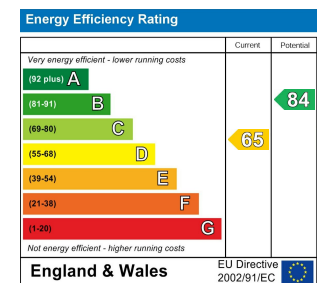 Energy Efficiency Rating
Current Potential
Very energy efficient - lower running costs
(92 plus) A
(81-91) B
84
(69-80) C
65
(55-68) D
(39-54) E
(21-38) F
(1-20) G
Not energy efficient - higher running costs
England & Wales
EU Directive
2002/91/EC